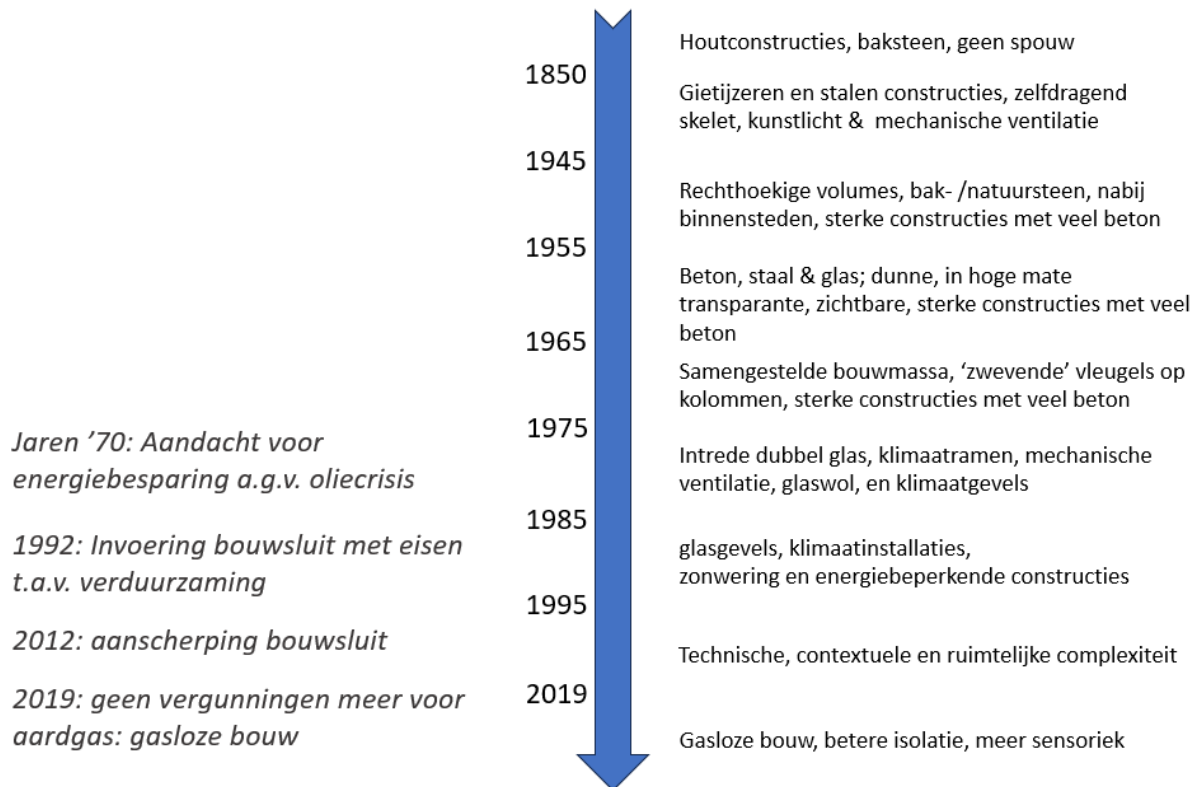 Houtconstructies, baksteen, geen spouw
1850
Gietijzeren en stalen constructies, zelfdragend
skelet, kunstlicht & mechanische ventilatie
1945
Rechthoekige volumes, bak- /natuursteen, nabij
binnensteden, sterke constructies met veel beton
1955
Beton, staal & glas; dunne, in hoge mate
transparante, zichtbare, sterke constructies met veel
beton
1965
Samengestelde bouwmassa, ‘zwevende’ vleugels op
kolommen, sterke constructies met veel beton
1975
Jaren ’70: Aandacht voor
energiebesparing a.g.v. oliecrisis
Intrede dubbel glas, klimaatramen, mechanische
ventilatie, glaswol, en klimaatgevels
1985
1992: Invoering bouwsluit met eisen
t.a.v. verduurzaming
glasgevels, klimaatinstallaties,
zonwering en energiebeperkende constructies
1995
2012: aanscherping bouwsluit
Technische, contextuele en ruimtelijke complexiteit
2019
2019: geen vergunningen meer voor
aardgas: gasloze bouw
Gasloze bouw, betere isolatie, meer sensoriek